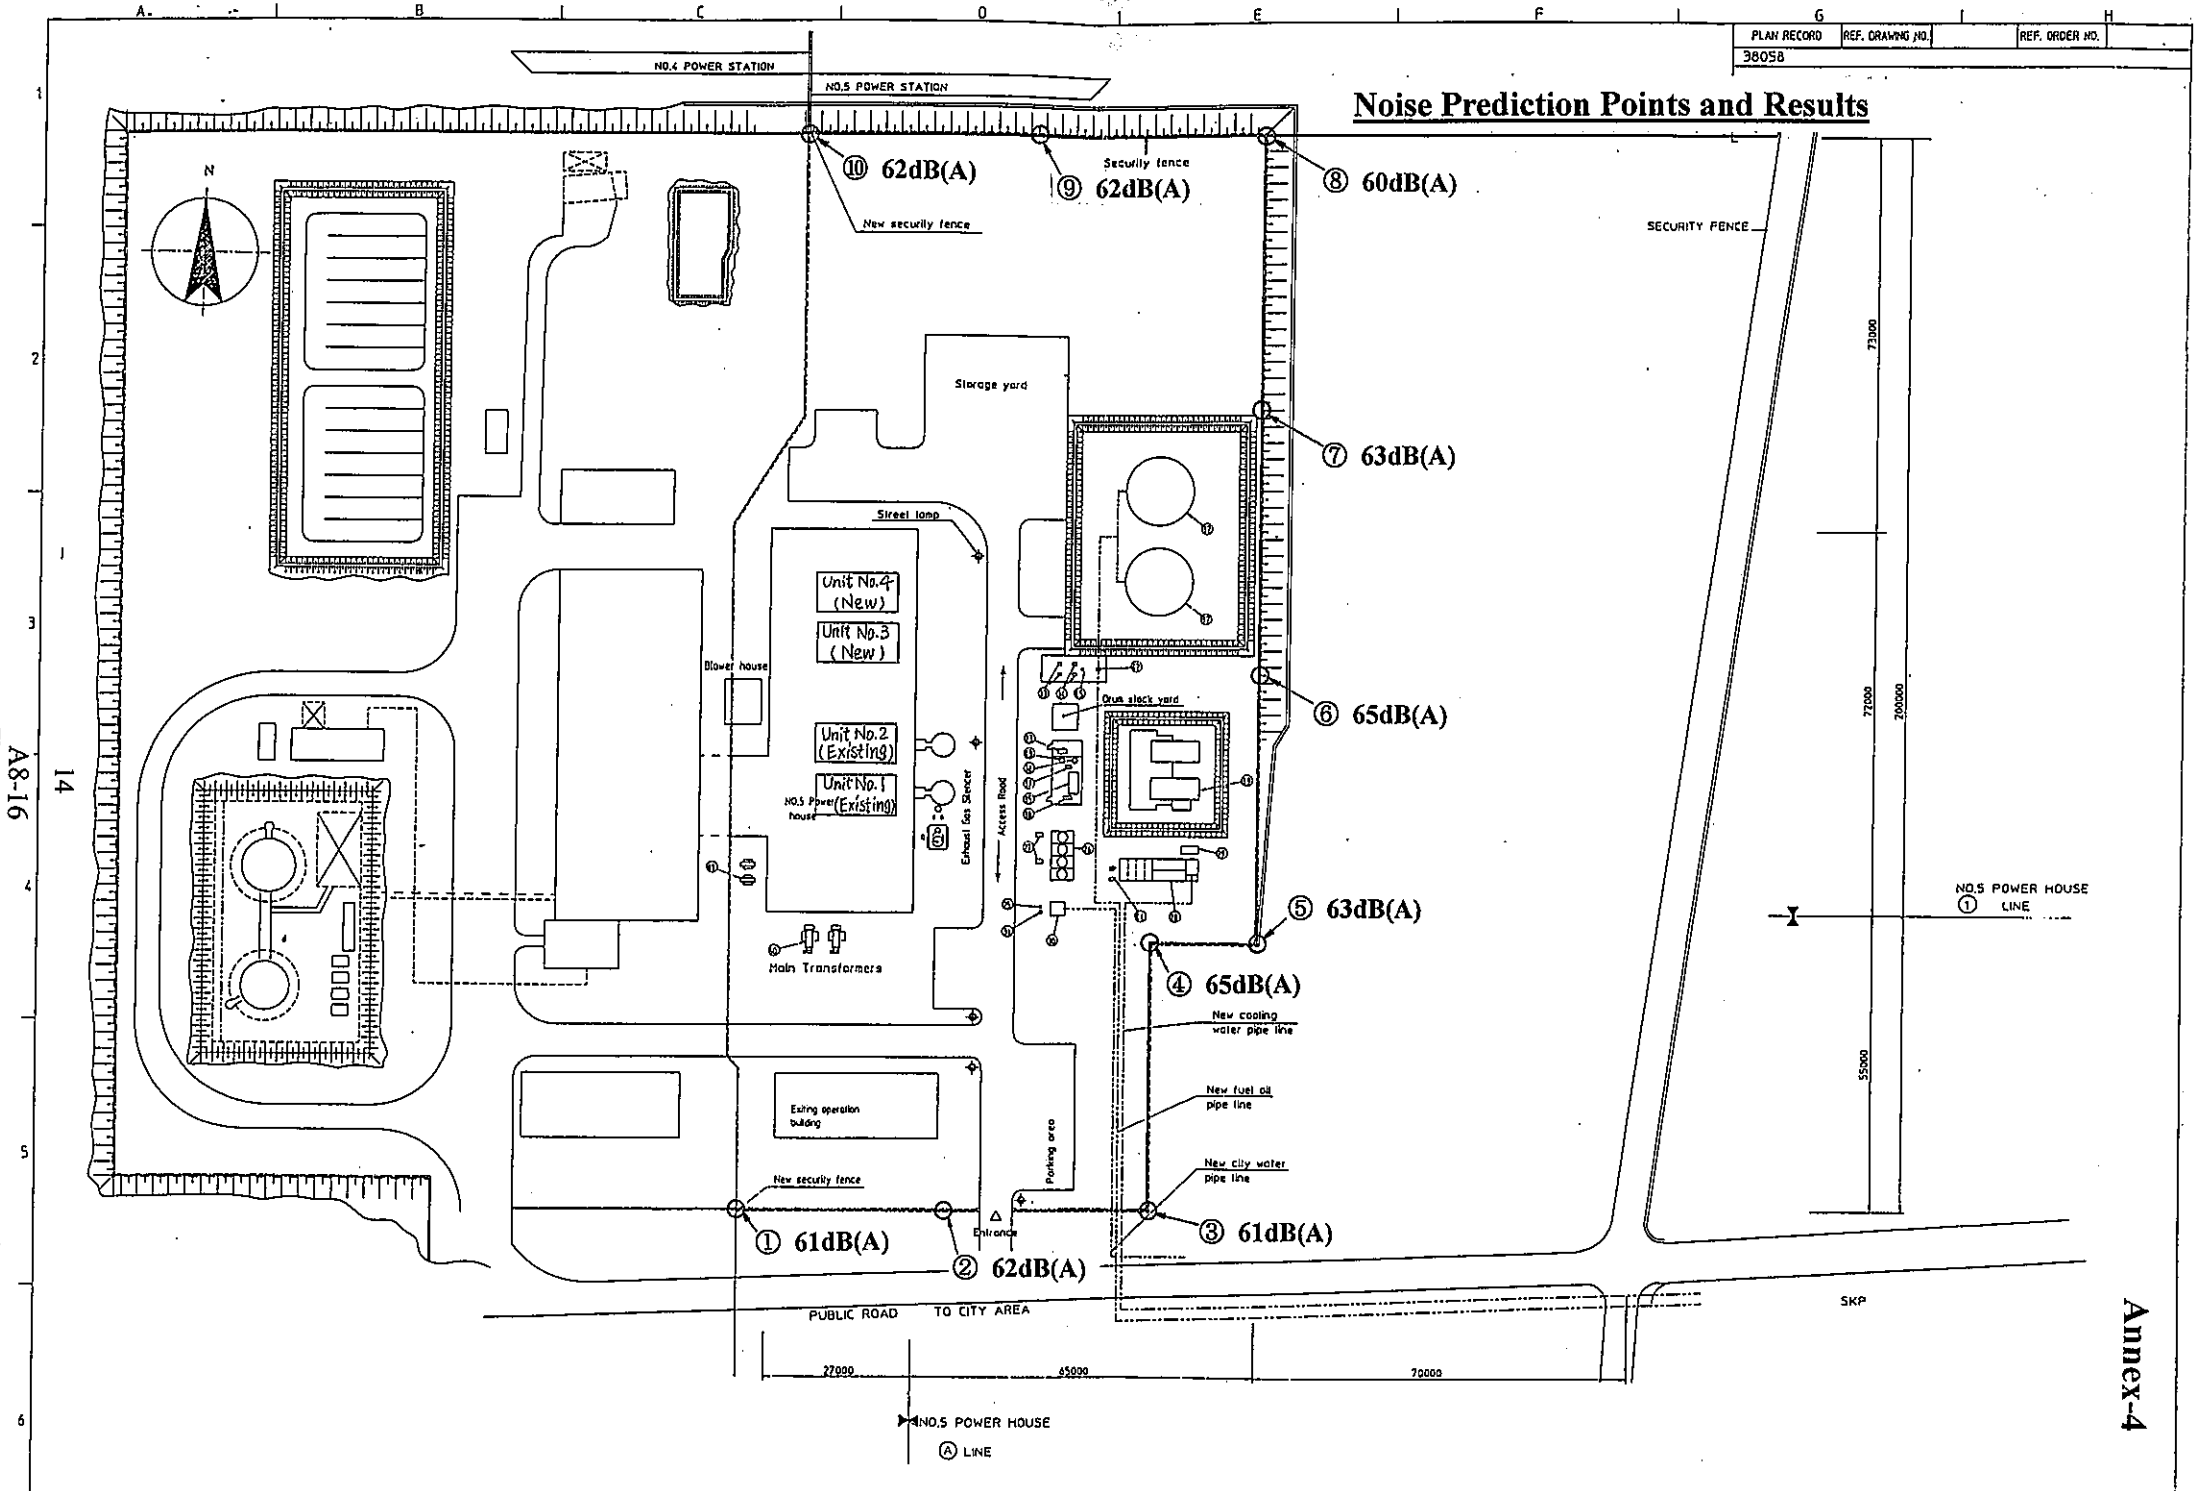 A
B
C
D
E
F
G
H
PLAN RECORD
REF. DRAWING NO.
REF. ORDER NO.
38058
NO.4 POWER STATION
NO.5 POWER STATION
Noise Prediction Points and Results
1
2
3
4
5
6
N
⑩ 62dB(A)
⑨ 62dB(A)
⑧ 60dB(A)
Security fence
New security fence
SECURITY FENCE
Storage yard
⑦ 63dB(A)
Street lamp
73000
72000
200000
55000
Unit No.4
(New)
Unit No.3
(New)
Blower house
Unit No.2
(Existing)
Unit No.1
(Existing)
NO.5 Power
house
Exhaust Gas Silencer
Access Road
Drum stock yard
⑥ 65dB(A)
⑤ 63dB(A)
④ 65dB(A)
Main Transformers
NO.5 POWER HOUSE
① LINE
New cooling
water pipe line
New fuel oil
pipe line
New city water
pipe line
Exiting operation
building
Parking area
New security fence
Entrance
① 61dB(A)
② 62dB(A)
③ 61dB(A)
PUBLIC ROAD
TO CITY AREA
SKP
27000
65000
70000
NO.5 POWER HOUSE
Ⓐ LINE
14
A8-16
Annex-4